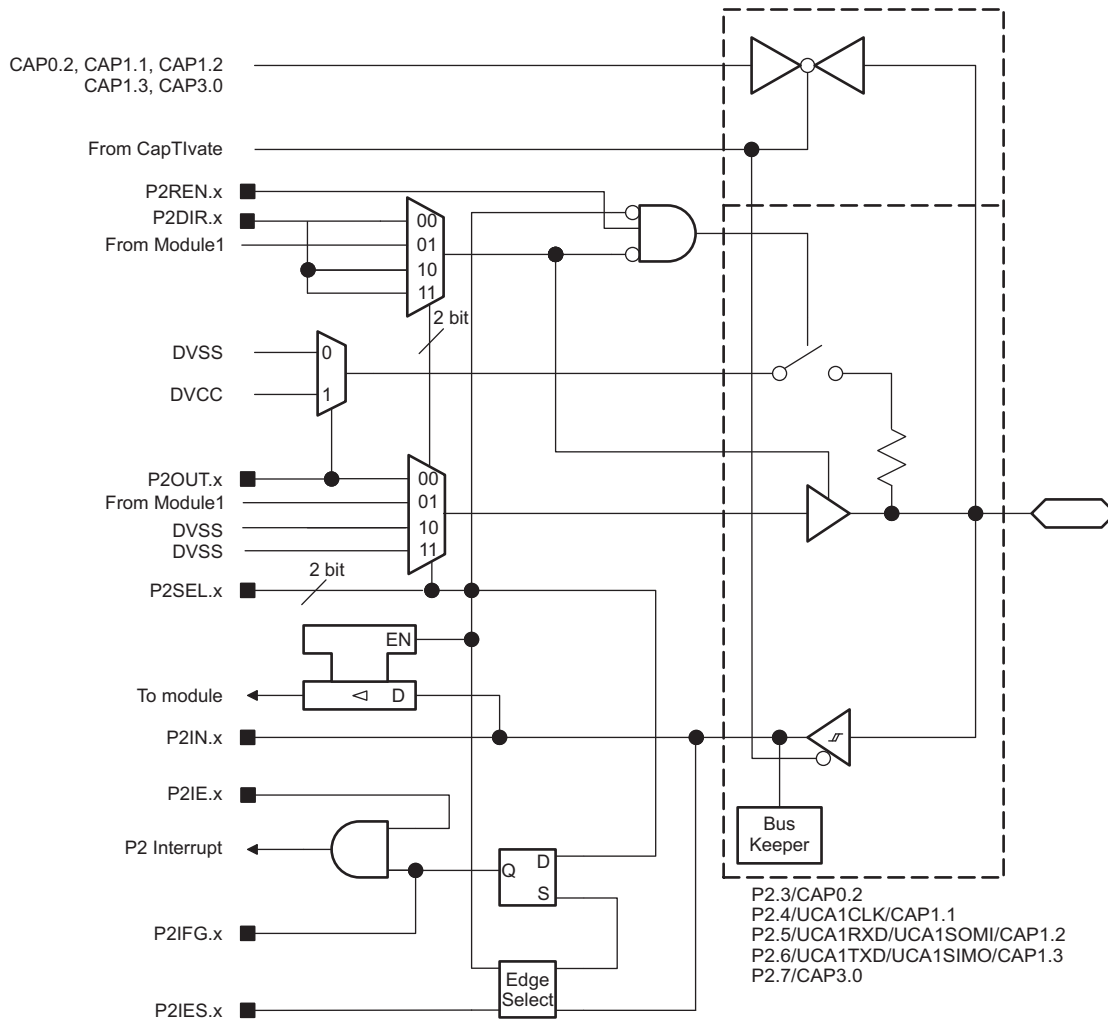 CAP0.2, CAP1.1, CAP1.2
CAP1.3, CAP3.0
From CapTIvate
P2REN.x
P2DIR.x
From Module1
00
01
10
11
2 bit
DVSS
0
DVCC
1
P2OUT.x
00
From Module1
01
DVSS
10
DVSS
11
2 bit
P2SEL.x
EN
To module
D
P2IN.x
P2IE.x
P2 Interrupt
Q
D
S
Bus
Keeper
P2IFG.x
Edge
Select
P2IES.x
P2.3/CAP0.2
P2.4/UCA1CLK/CAP1.1
P2.5/UCA1RXD/UCA1SOMI/CAP1.2
P2.6/UCA1TXD/UCA1SIMO/CAP1.3
P2.7/CAP3.0